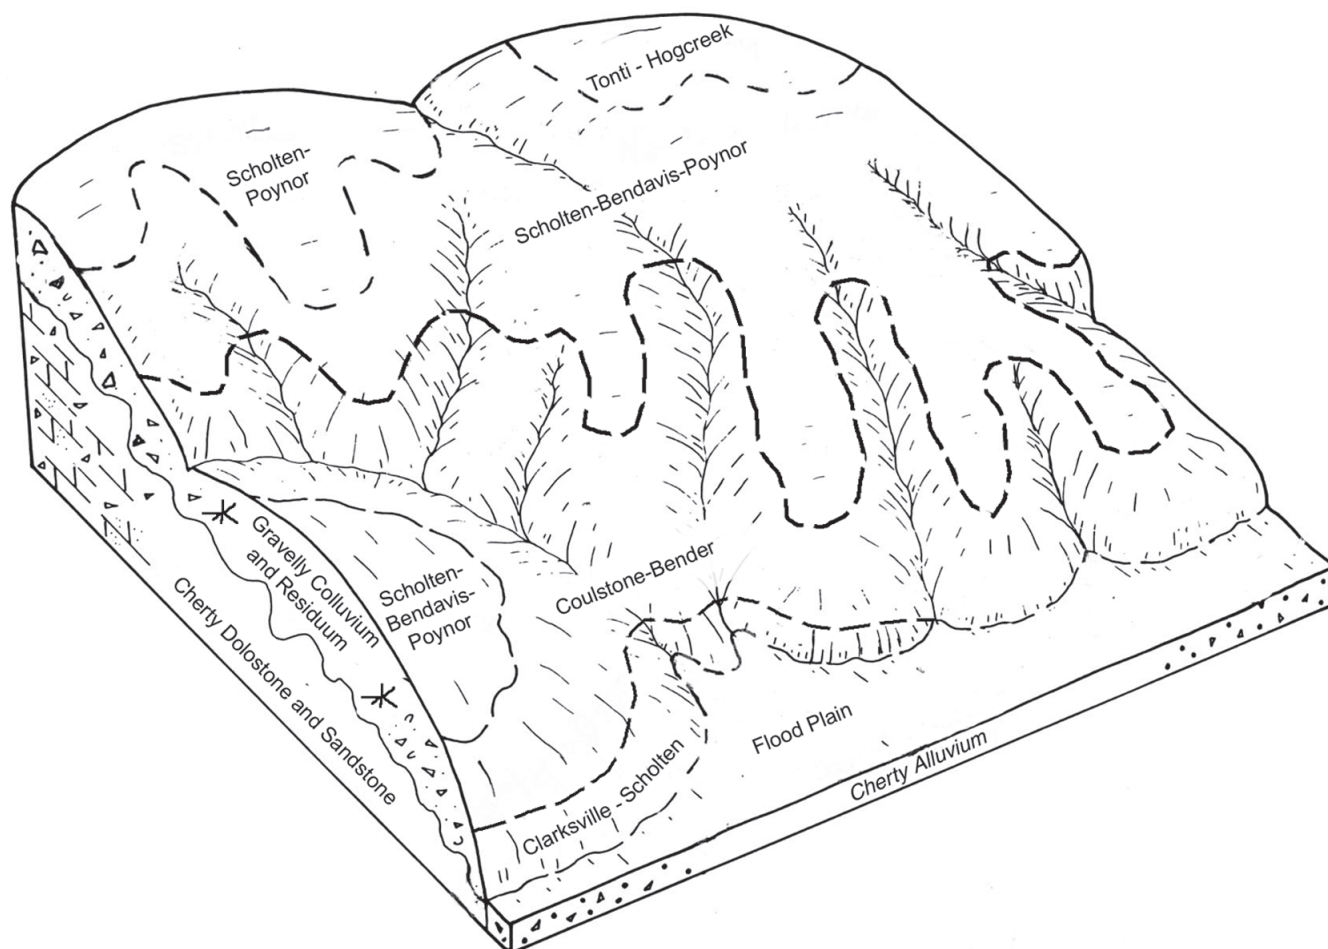 Tonti - Hogcreek
Scholten-
Poynor
Scholten-Bendavis-Poynor
Gravelly Colluvium
and Residuum
Scholten-
Bendavis-
Poynor
Coulstone-Bender
Cherty Dolostone and Sandstone
Flood Plain
Clarksville - Scholten
Cherty Alluvium